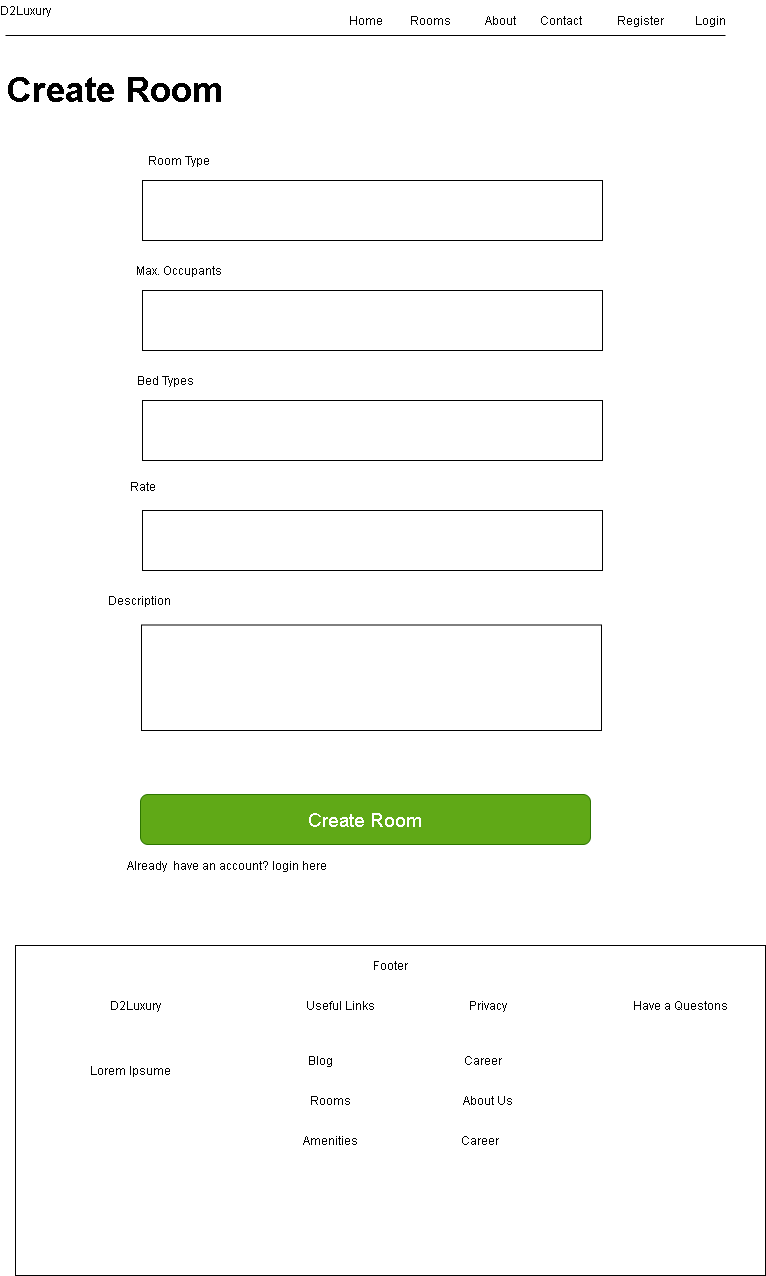 D2Luxury
Home Rooms About Contact Register Login
Create Room
Room Type
Max. Occupants
Bed Types
Rate
Description
Create Room
Already  have an account? login here
Footer
D2Luxury Useful Links Privacy Have a Questons
Blog Career
Lorem Ipsume
Rooms About Us
Amenities Career